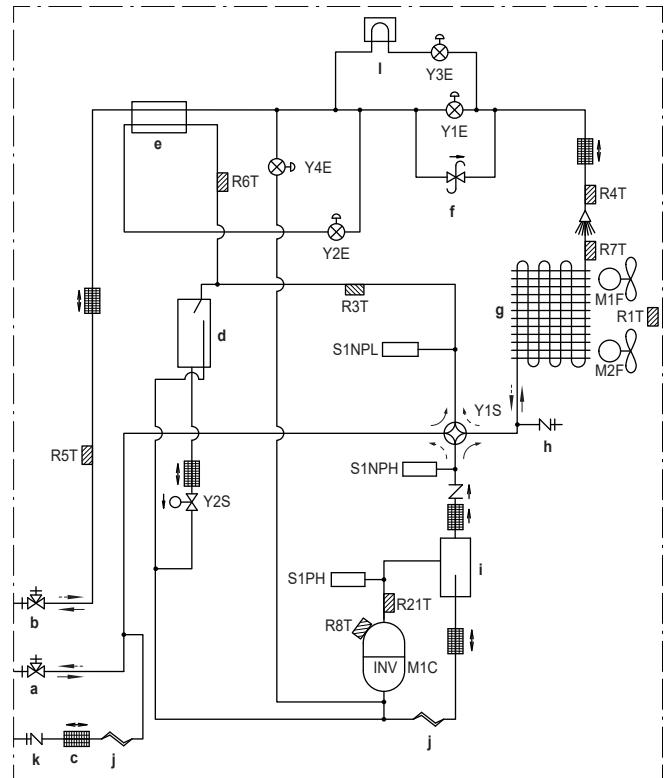 l
Y3E
Y1E
e
Y4E
R6T
f
R4T
Y2E
R7T
M1F
g
R1T
R3T
d
S1NPL
M2F
Y1S
h
R5T
S1NPH
Y2S
S1PH
i
R21T
b
R8T
INV
M1C
a
j
k
c
j